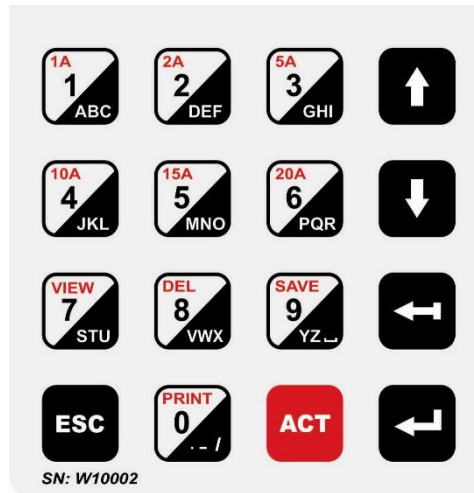 1A 2A 5A
1 2 3
ABC DEF GHI
10A 15A 20A
4 5 6
JKL MNO PQR
VIEW DEL SAVE
7 8 9
STU VWX YZ⎵
PRINT
ESC 0 ACT
. – /
SN: W10002